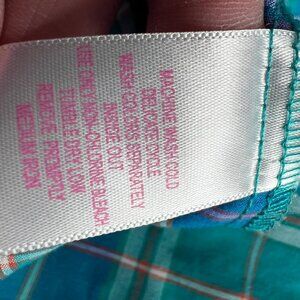 MACHINE WASH COLD
DELICATE CYCLE
WASH COLORS SEPARATELY
INSIDE OUT
USE ONLY NON-CHLORINE BLEACH
TUMBLE DRY LOW
REMOVE PROMPTLY
MEDIUM IRON